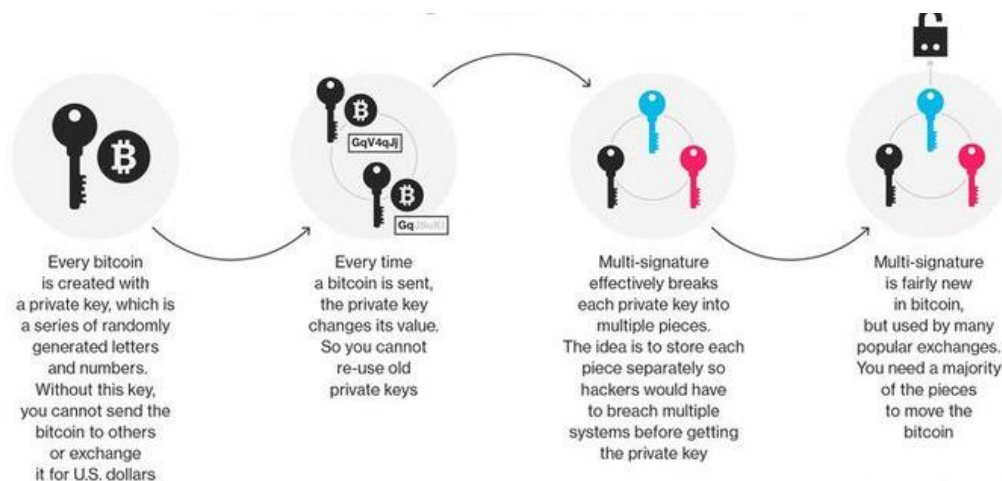 GqV4qJj
Gq
Every bitcoin
is created with
a private key, which is
a series of randomly
generated letters
and numbers.
Without this key,
you cannot send the
bitcoin to others
or exchange
it for U.S. dollars
Every time
a bitcoin is sent,
the private key
changes its value.
So you cannot
re-use old
private keys
Multi-signature
effectively breaks
each private key into
multiple pieces.
The idea is to store each
piece separately so
hackers would have
to breach multiple
systems before getting
the private key
Multi-signature
is fairly new
in bitcoin,
but used by many
popular exchanges.
You need a majority
of the pieces
to move the
bitcoin